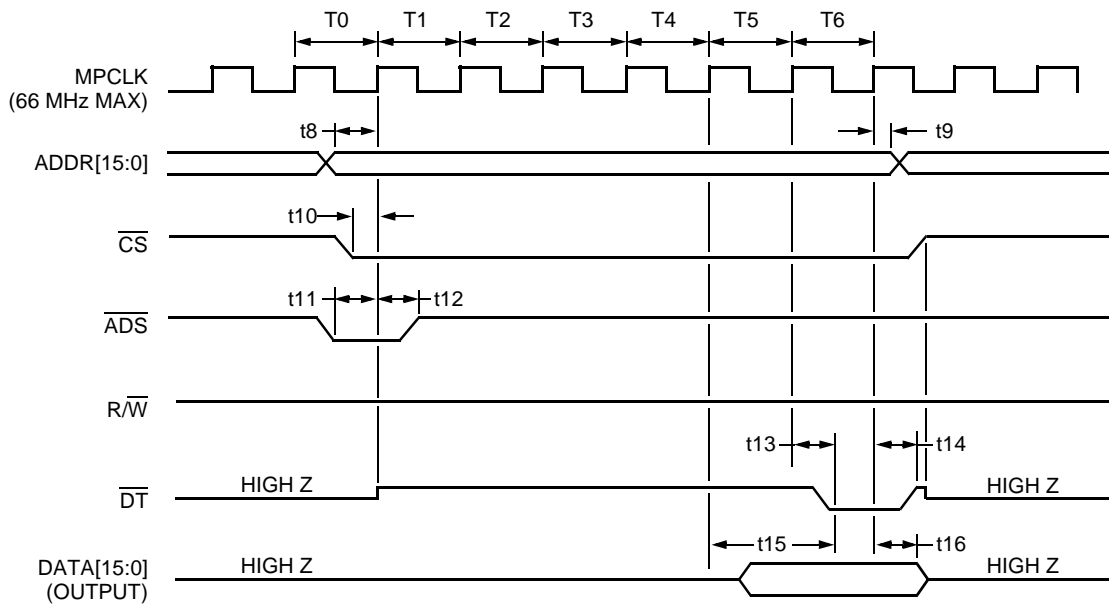 T0 T1 T2 T3 T4 T5 T6
MPCLK
(66 MHz MAX)
t8 t9
ADDR[15:0]
t10
CS
t11 t12
ADS
R/W
t13 t14
HIGH Z HIGH Z
DT
t15 t16
HIGH Z HIGH Z
DATA[15:0]
(OUTPUT)